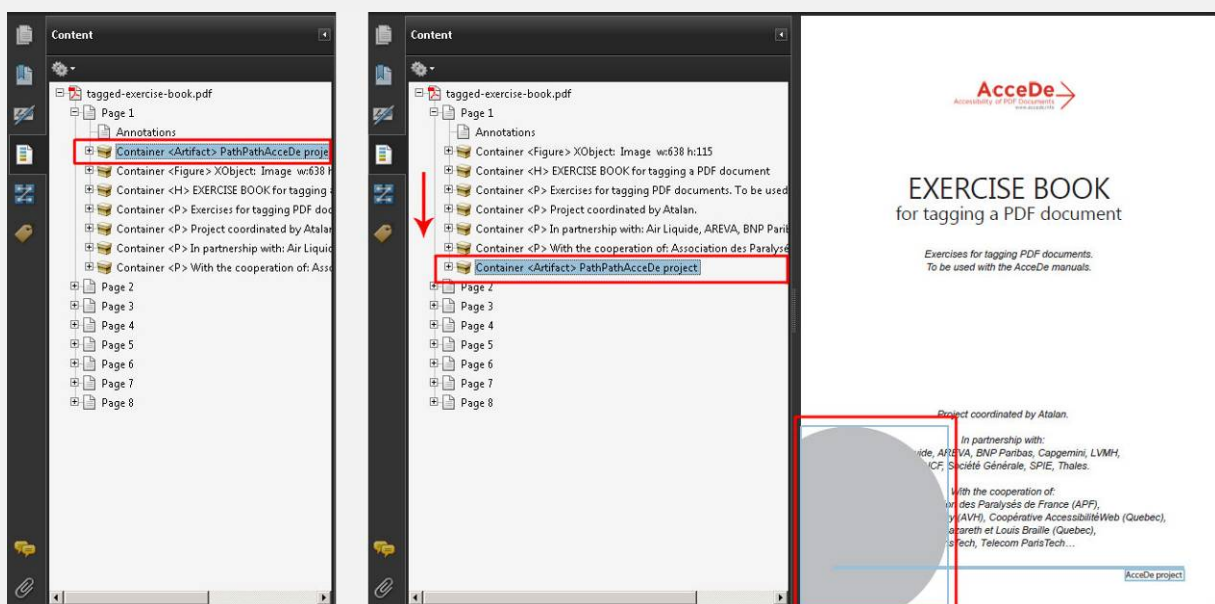 Content
tagged-exercise-book.pdf
Page 1
Annotations
Container <Artifact> PathPathAcceDe proje
Container <Figure> XObject: Image w:638 h
Container <H> EXERCISE BOOK for tagging a
Container <P> Exercises for tagging PDF doc
Container <P> Project coordinated by Atalan
Container <P> In partnership with: Air Liquid
Container <P> With the cooperation of: Asso
Page 2
Page 3
Page 4
Page 5
Page 6
Page 7
Page 8
Content
tagged-exercise-book.pdf
Page 1
Annotations
Container <Figure> XObject: Image w:638 h:115
Container <H> EXERCISE BOOK for tagging a PDF document
Container <P> Exercises for tagging PDF documents. To be used
Container <P> Project coordinated by Atalan.
Container <P> In partnership with: Air Liquide, AREVA, BNP Parib
Container <P> With the cooperation of: Association des Paralysé
Container <Artifact> PathPathAcceDe project
Page 2
Page 3
Page 4
Page 5
Page 6
Page 7
Page 8
AcceDe
Accessibility of PDF Documents
EXERCISE BOOK
for tagging a PDF document
Exercises for tagging PDF documents.
To be used with the AcceDe manuals.
Project coordinated by Atalan.
In partnership with:
uide, AREVA, BNP Paribas, Capgemini, LVMH,
NCF, Société Générale, SPIE, Thales.
With the cooperation of:
on des Paralysés de France (APF),
y (AVH), Coopérative AccessibilitéWeb (Quebec),
azareth et Louis Braille (Quebec),
isTech, Telecom ParisTech…
AcceDe project